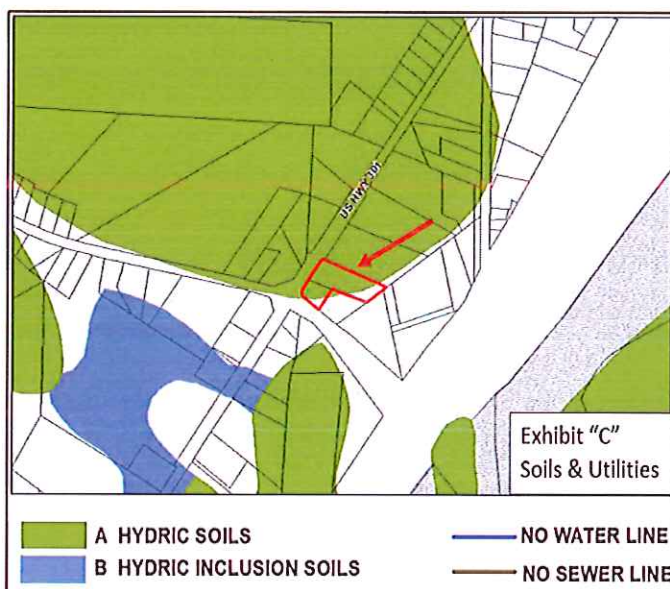 US HWY 301
Exhibit "C"
Soils & Utilities
A HYDRIC SOILS
B HYDRIC INCLUSION SOILS
NO WATER LINE
NO SEWER LINE